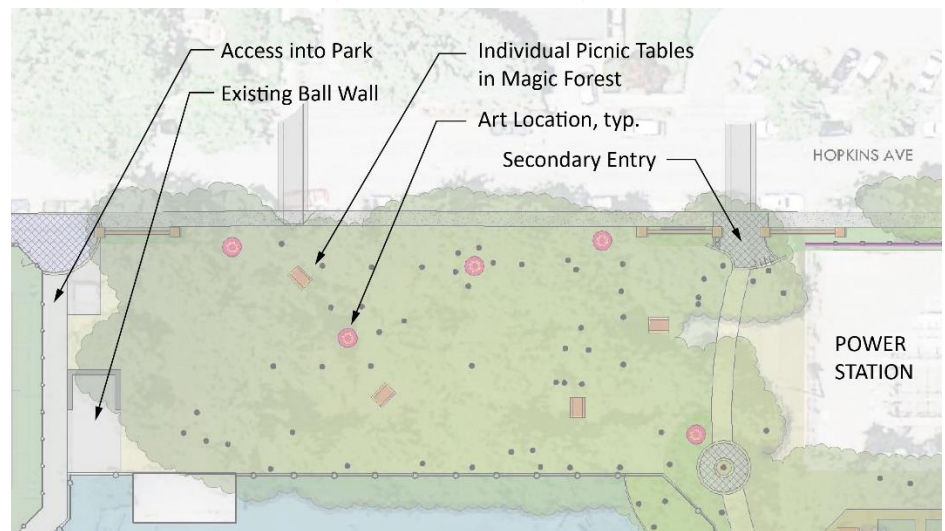 Access into Park
Existing Ball Wall
Individual Picnic Tables
in Magic Forest
Art Location, typ.
Secondary Entry
HOPKINS AVE
POWER
STATION